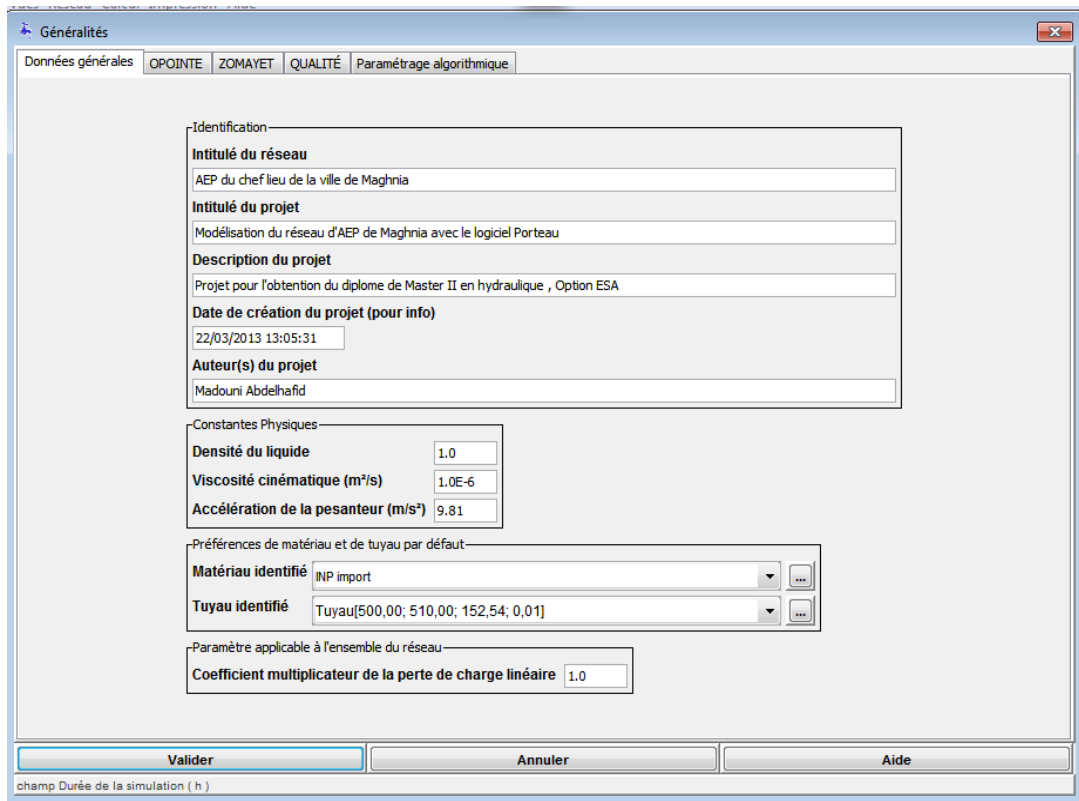 Vues Réseau Calcul Impression Aide
Généralités
Données générales OPOINTE ZOMAYET QUALITÉ Paramétrage algorithmique
Identification
Intitulé du réseau
AEP du chef lieu de la ville de Maghnia
Intitulé du projet
Modélisation du réseau d'AEP de Maghnia avec le logiciel Porteau
Description du projet
Projet pour l'obtention du diplome de Master II en hydraulique , Option ESA
Date de création du projet (pour info)
22/03/2013 13:05:31
Auteur(s) du projet
Madouni Abdelhafid
Constantes Physiques
Densité du liquide 1.0
Viscosité cinématique (m²/s) 1.0E-6
Accélération de la pesanteur (m/s²) 9.81
Préférences de matériau et de tuyau par défaut
Matériau identifié INP import ...
Tuyau identifié Tuyau[500,00; 510,00; 152,54; 0,01] ...
Paramètre applicable à l'ensemble du réseau
Coefficient multiplicateur de la perte de charge linéaire 1.0
Valider Annuler Aide
champ Durée de la simulation ( h )